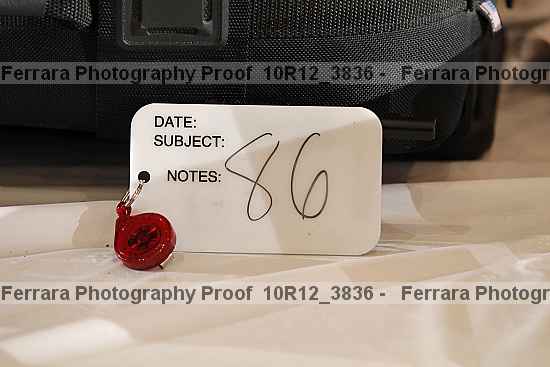 Ferrara Photography Proof 10R12_3836 - Ferrara Photogr
DATE:
SUBJECT:
NOTES:
86
Ferrara Photography Proof 10R12_3836 - Ferrara Photogr